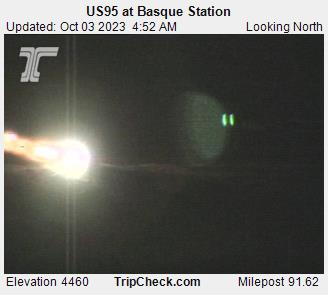 US95 at Basque Station
Updated: Oct 03 2023 4:52 AM Looking North
Elevation 4460 TripCheck.com Milepost 91.62